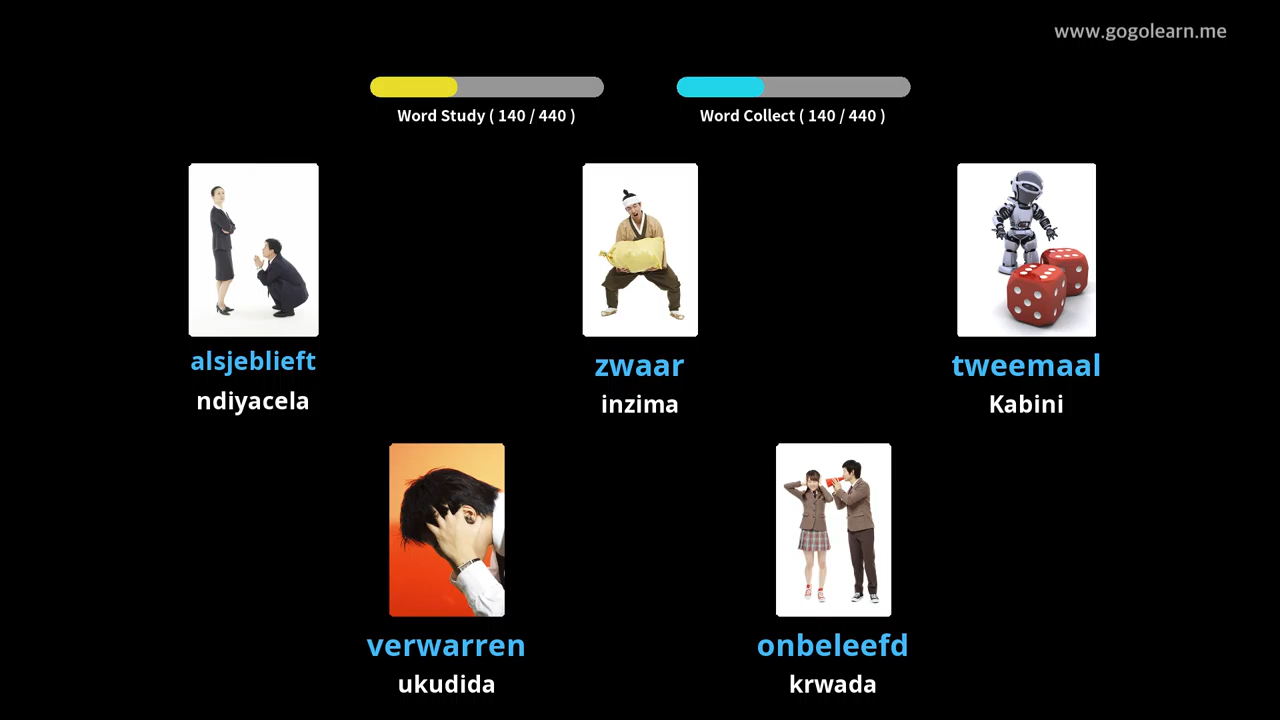 www.gogolearn.me
Word Study ( 140 / 440 )
Word Collect ( 140 / 440 )
alsjeblieft
ndiyacela
zwaar
inzima
tweemaal
Kabini
verwarren
ukudida
onbeleefd
krwada